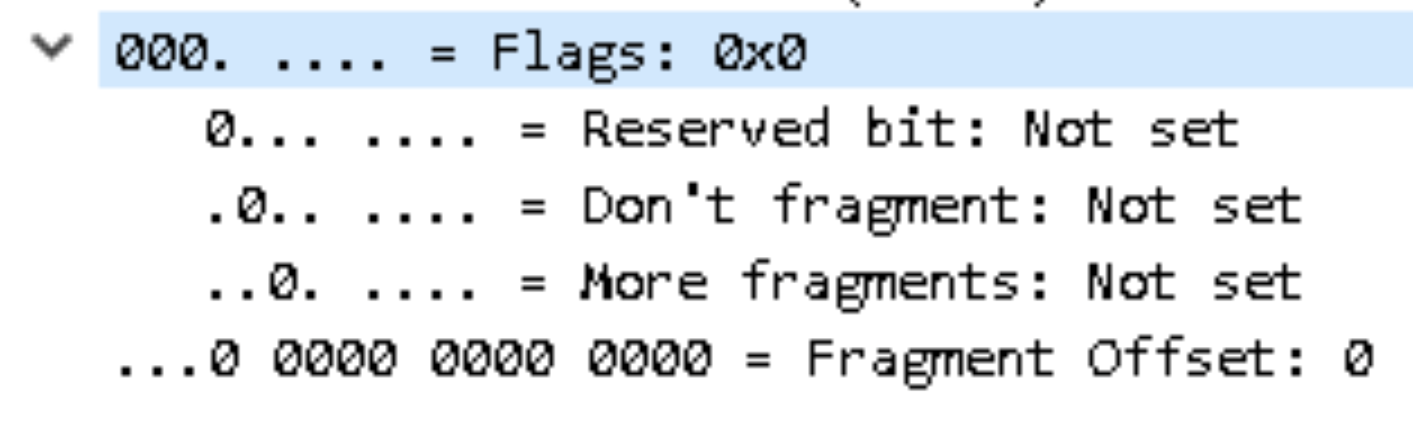 000. .... = Flags: 0x0
0... .... = Reserved bit: Not set
.0.. .... = Don't fragment: Not set
..0. .... = More fragments: Not set
...0 0000 0000 0000 = Fragment Offset: 0